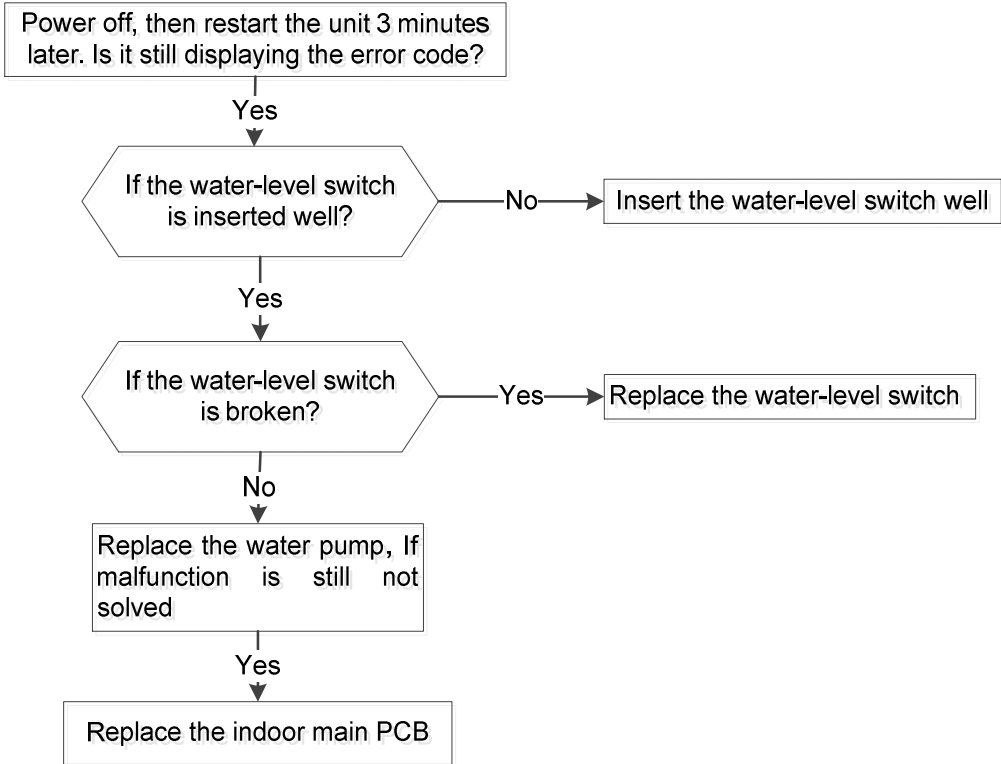 Power off, then restart the unit 3 minutes
later. Is it still displaying the error code?
Yes
If the water-level switch
is inserted well?
No
Insert the water-level switch well
Yes
If the water-level switch
is broken?
Yes
Replace the water-level switch
No
Replace the water pump, If
malfunction is still not
solved
Yes
Replace the indoor main PCB